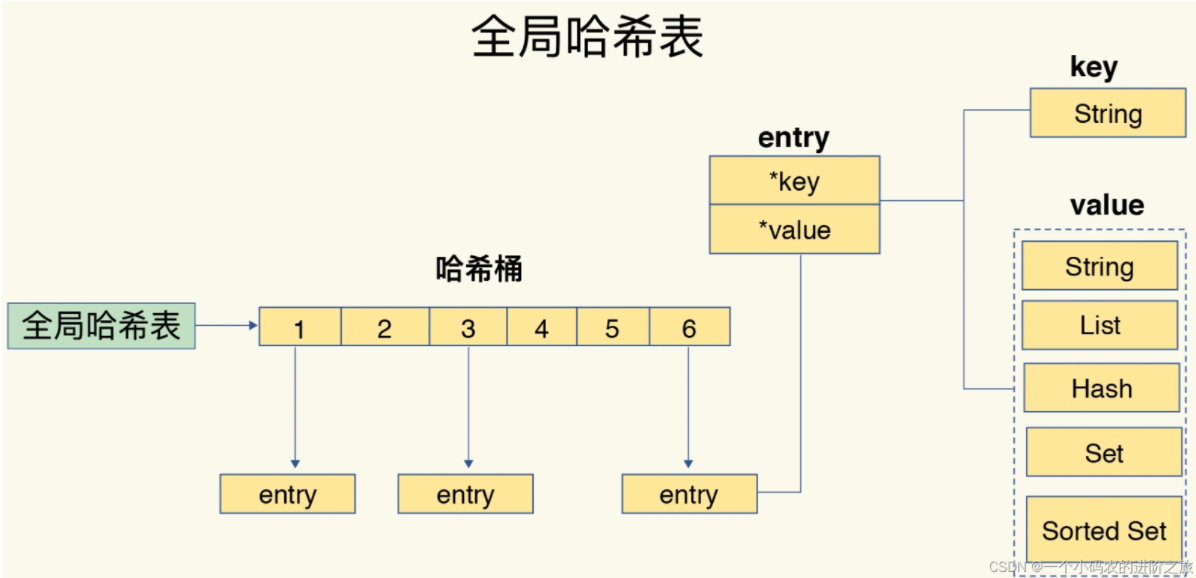 全局哈希表
key
String
entry
*key
*value
value
String
List
Hash
Set
Sorted Set
哈希桶
全局哈希表
1 2 3 4 5 6
entry entry entry
CSDN @一个小码农的进阶之旅